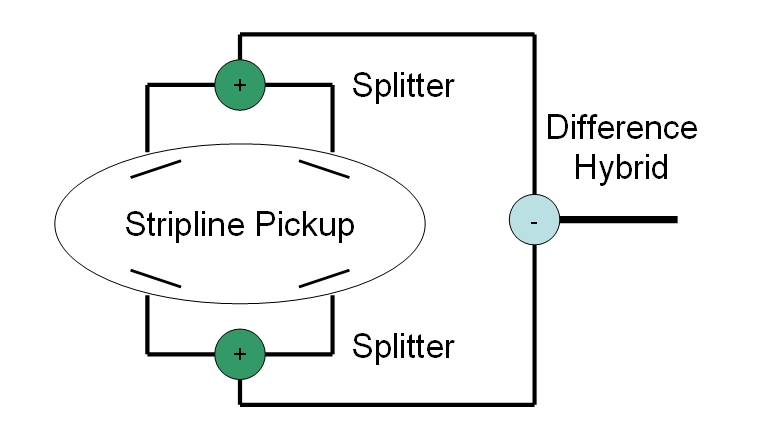 +
Splitter
Difference
Hybrid
Stripline Pickup
-
+
Splitter